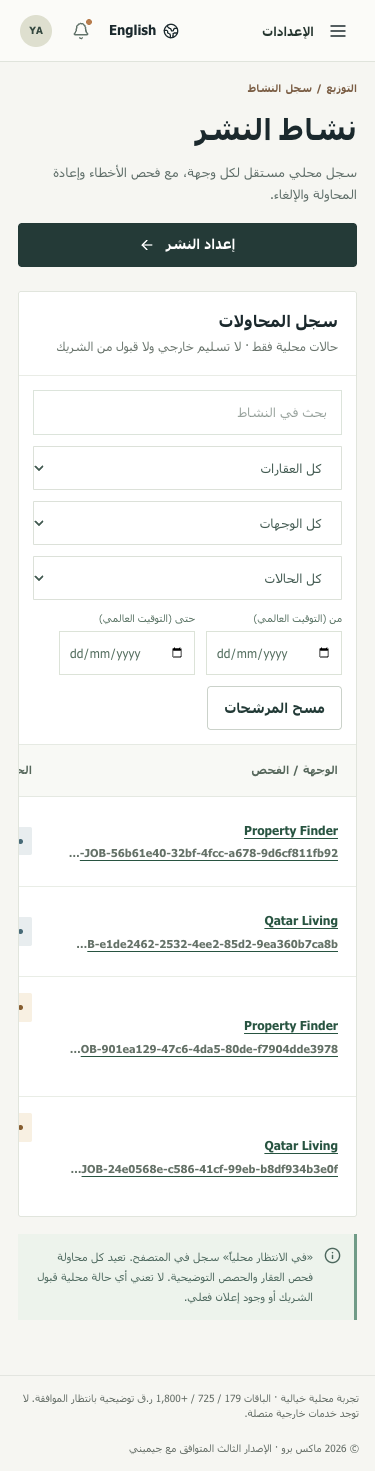 الإعدادات
English
YA
التوزيع / سجل النشاط
نشاط النشر
سجل محلي مستقل لكل وجهة، مع فحص الأخطاء وإعادة
المحاولة والإلغاء.
إعداد النشر
سجل المحاولات
حالات محلية فقط · لا تسليم خارجي ولا قبول من الشريك
بحث في النشاط
كل العقارات
كل الوجهات
كل الحالات
من (التوقيت العالمي)
حتى (التوقيت العالمي)
dd/mm/yyyy
dd/mm/yyyy
مسح المرشحات
الوجهة / الفحص
الح
Property Finder
...-JOB-56b61e40-32bf-4fcc-a678-9d6cf811fb92
Qatar Living
...B-e1de2462-2532-4ee2-85d2-9ea360b7ca8b
Property Finder
...OB-901ea129-47c6-4da5-80de-f7904dde3978
Qatar Living
...JOB-24e0568e-c586-41cf-99eb-b8df934b3e0f
«في الانتظار محلياً» سجل في المتصفح. تعيد كل محاولة
فحص العقار والحصص التوضيحية. لا تعني أي حالة محلية قبول
الشريك أو وجود إعلان فعلي.
تجربة محلية خيالية · الباقات 179 / 725 / +1,800 ر.ق توضيحية بانتظار الموافقة. لا
توجد خدمات خارجية متصلة.
© 2026 ماكس برو · الإصدار الثالث المتوافق مع جيميني